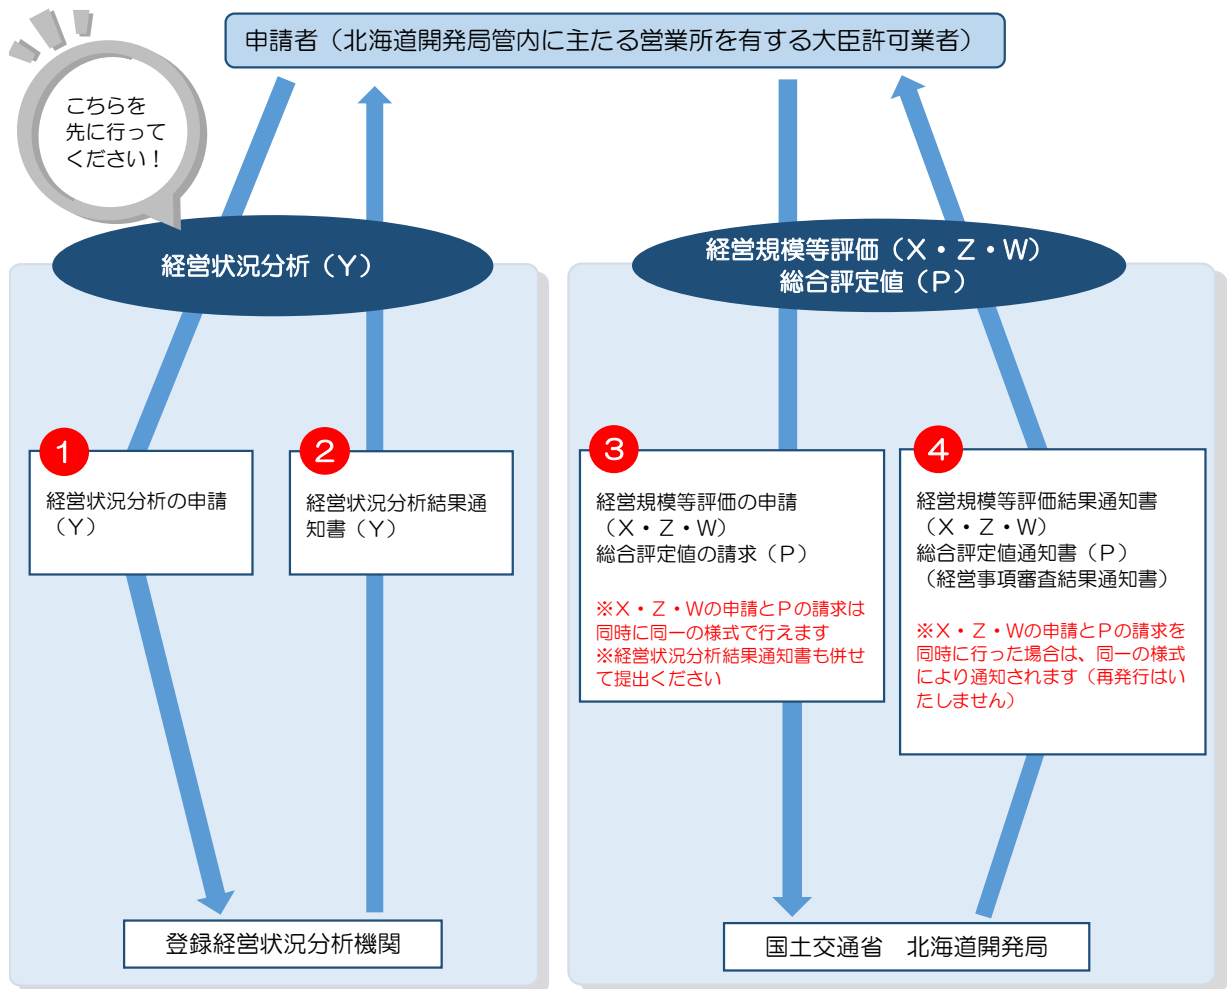 申請者（北海道開発局管内に主たる営業所を有する大臣許可業者）
こちらを
先に行って
ください！
経営状況分析（Ｙ）
経営規模等評価（Ｘ・Ｚ・Ｗ）
総合評定値（Ｐ）
1
経営状況分析の申請
（Ｙ）
2
経営状況分析結果通
知書（Ｙ）
3
経営規模等評価の申請
（Ｘ・Ｚ・Ｗ）
総合評定値の請求（Ｐ）
※Ｘ・Ｚ・Ｗの申請とＰの請求は
同時に同一の様式で行えます
※経営状況分析結果通知書も併せ
て提出ください
4
経営規模等評価結果通知書
（Ｘ・Ｚ・Ｗ）
総合評定値通知書（Ｐ）
（経営事項審査結果通知書）
※Ｘ・Ｚ・Ｗの申請とＰの請求を
同時に行った場合は、同一の様式
により通知されます（再発行はい
たしません）
登録経営状況分析機関
国土交通省　北海道開発局